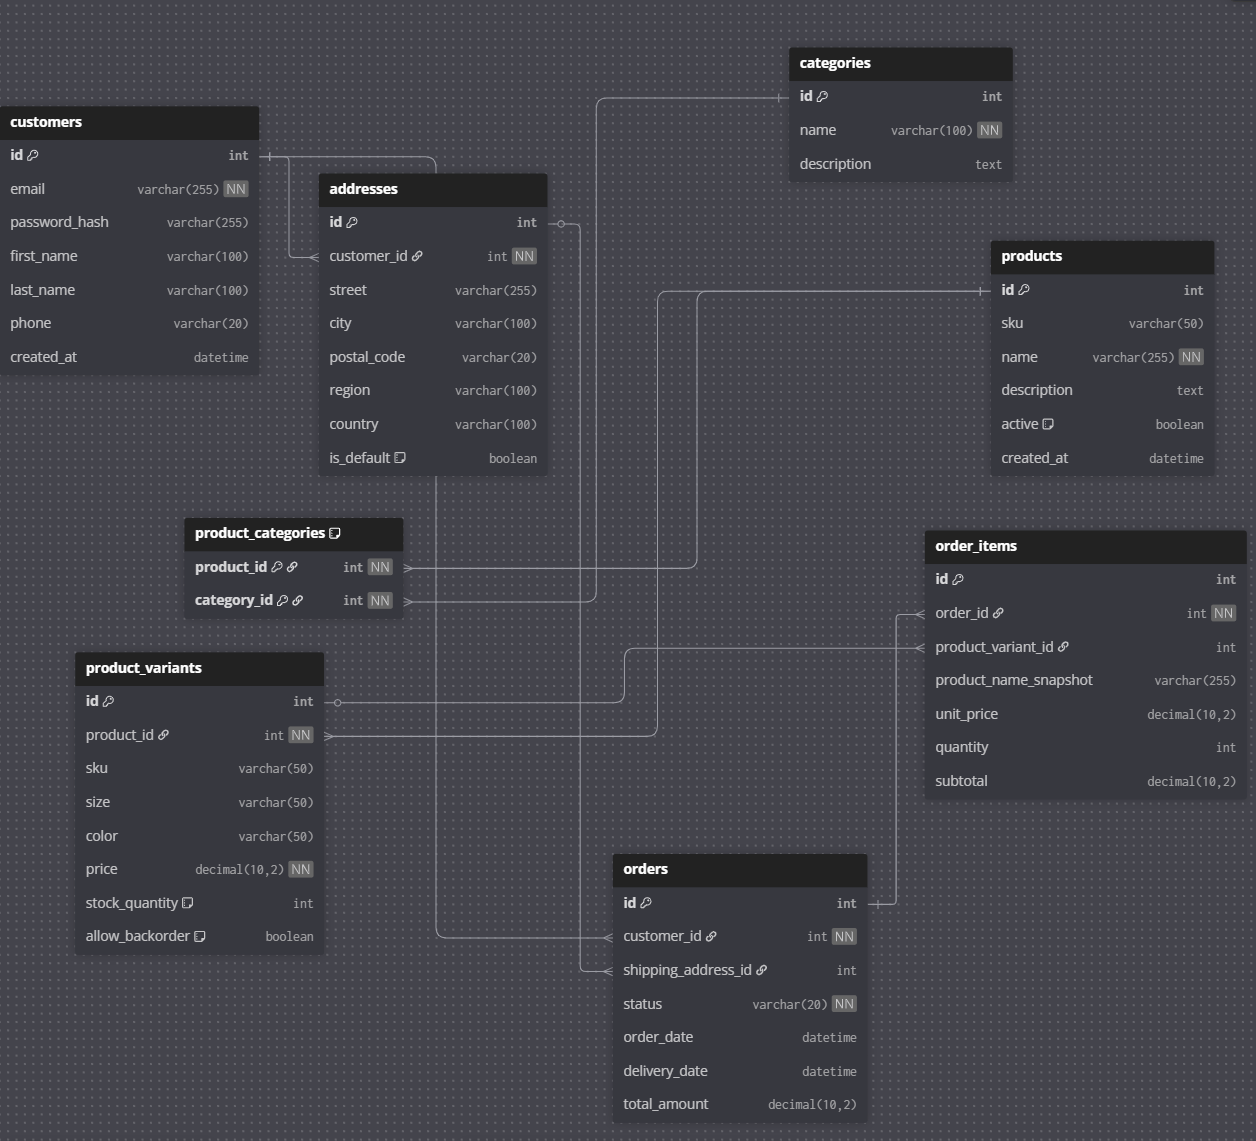 customers
id int
email varchar(255) NN
password_hash varchar(255)
first_name varchar(100)
last_name varchar(100)
phone varchar(20)
created_at datetime
addresses
id int
customer_id int NN
street varchar(255)
city varchar(100)
postal_code varchar(20)
region varchar(100)
country varchar(100)
is_default boolean
categories
id int
name varchar(100) NN
description text
products
id int
sku varchar(50)
name varchar(255) NN
description text
active boolean
created_at datetime
product_categories
product_id int NN
category_id int NN
product_variants
id int
product_id int NN
sku varchar(50)
size varchar(50)
color varchar(50)
price decimal(10,2) NN
stock_quantity int
allow_backorder boolean
order_items
id int
order_id int NN
product_variant_id int
product_name_snapshot varchar(255)
unit_price decimal(10,2)
quantity int
subtotal decimal(10,2)
orders
id int
customer_id int NN
shipping_address_id int
status varchar(20) NN
order_date datetime
delivery_date datetime
total_amount decimal(10,2)